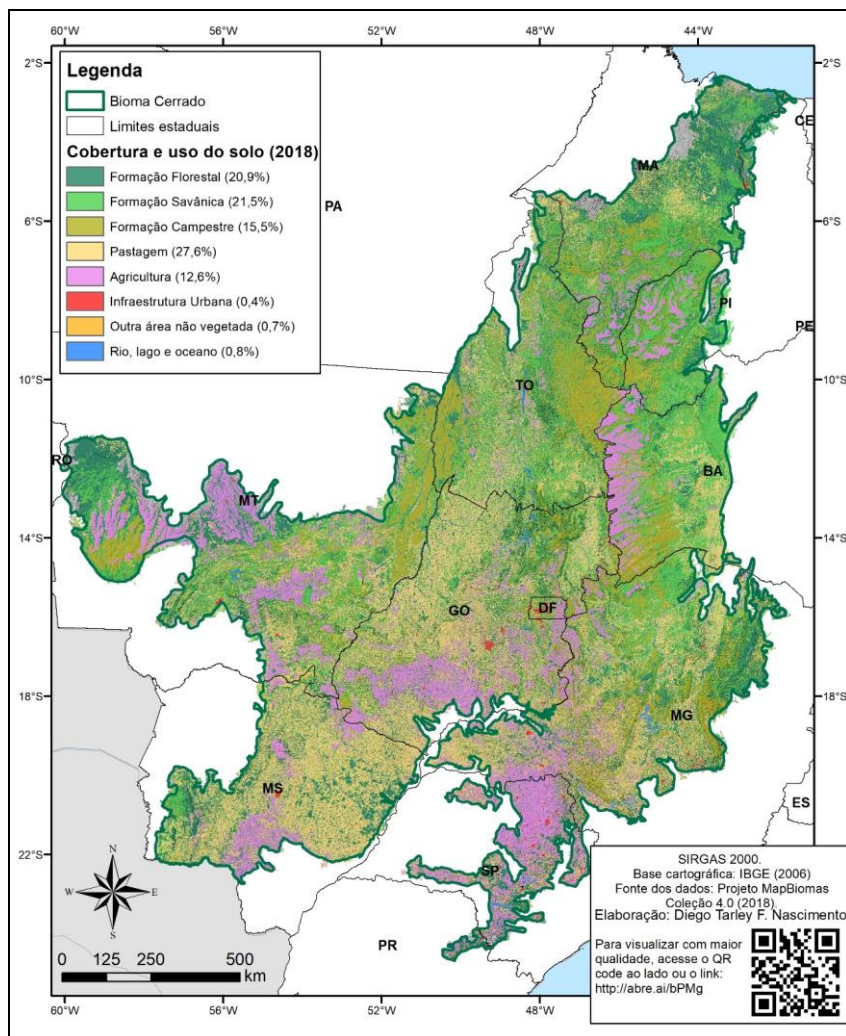 60°W 56°W 52°W 48°W 44°W
2°S 2°S
Legenda
Bioma Cerrado
Limites estaduais
Cobertura e uso do solo (2018)
Formação Florestal (20,9%)
Formação Savânica (21,5%)
Formação Campestre (15,5%)
Pastagem (27,6%)
Agricultura (12,6%)
Infraestrutura Urbana (0,4%)
Outra área não vegetada (0,7%)
Rio, lago e oceano (0,8%)
CE
MA
PA
6°S 6°S
PI
PE
10°S 10°S
TO
RO
BA
MT
14°S 14°S
GO
DF
18°S 18°S
MG
MS
ES
22°S 22°S
SP
PR
N
W E
S
0 125 250 500
km
SIRGAS 2000.
Base cartográfica: IBGE (2006)
Fonte dos dados: Projeto MapBiomas
Coleção 4.0 (2018).
Elaboração: Diego Tarley F. Nascimento
Para visualizar com maior
qualidade, acesse o QR
code ao lado ou o link:
http://abre.ai/bPMg
60°W 56°W 52°W 48°W 44°W